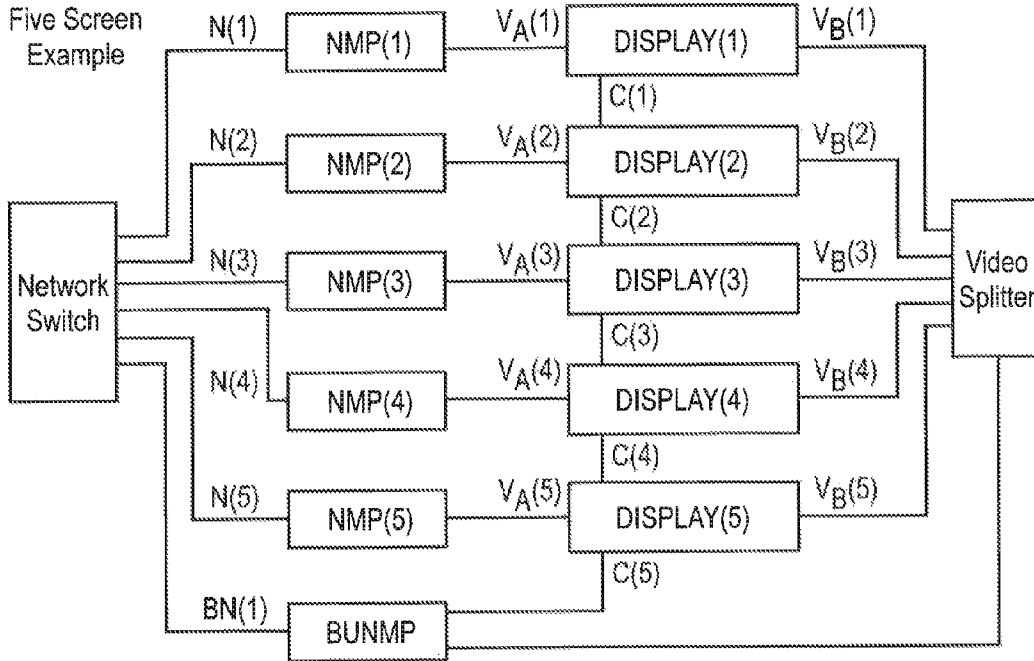 Five Screen
Example
N(1)
NMP(1)
VA(1)
DISPLAY(1)
VB(1)
C(1)
N(2)
NMP(2)
VA(2)
DISPLAY(2)
VB(2)
C(2)
Network
Switch
N(3)
NMP(3)
VA(3)
DISPLAY(3)
VB(3)
Video
Splitter
C(3)
N(4)
NMP(4)
VA(4)
DISPLAY(4)
VB(4)
C(4)
N(5)
NMP(5)
VA(5)
DISPLAY(5)
VB(5)
C(5)
BN(1)
BUNMP